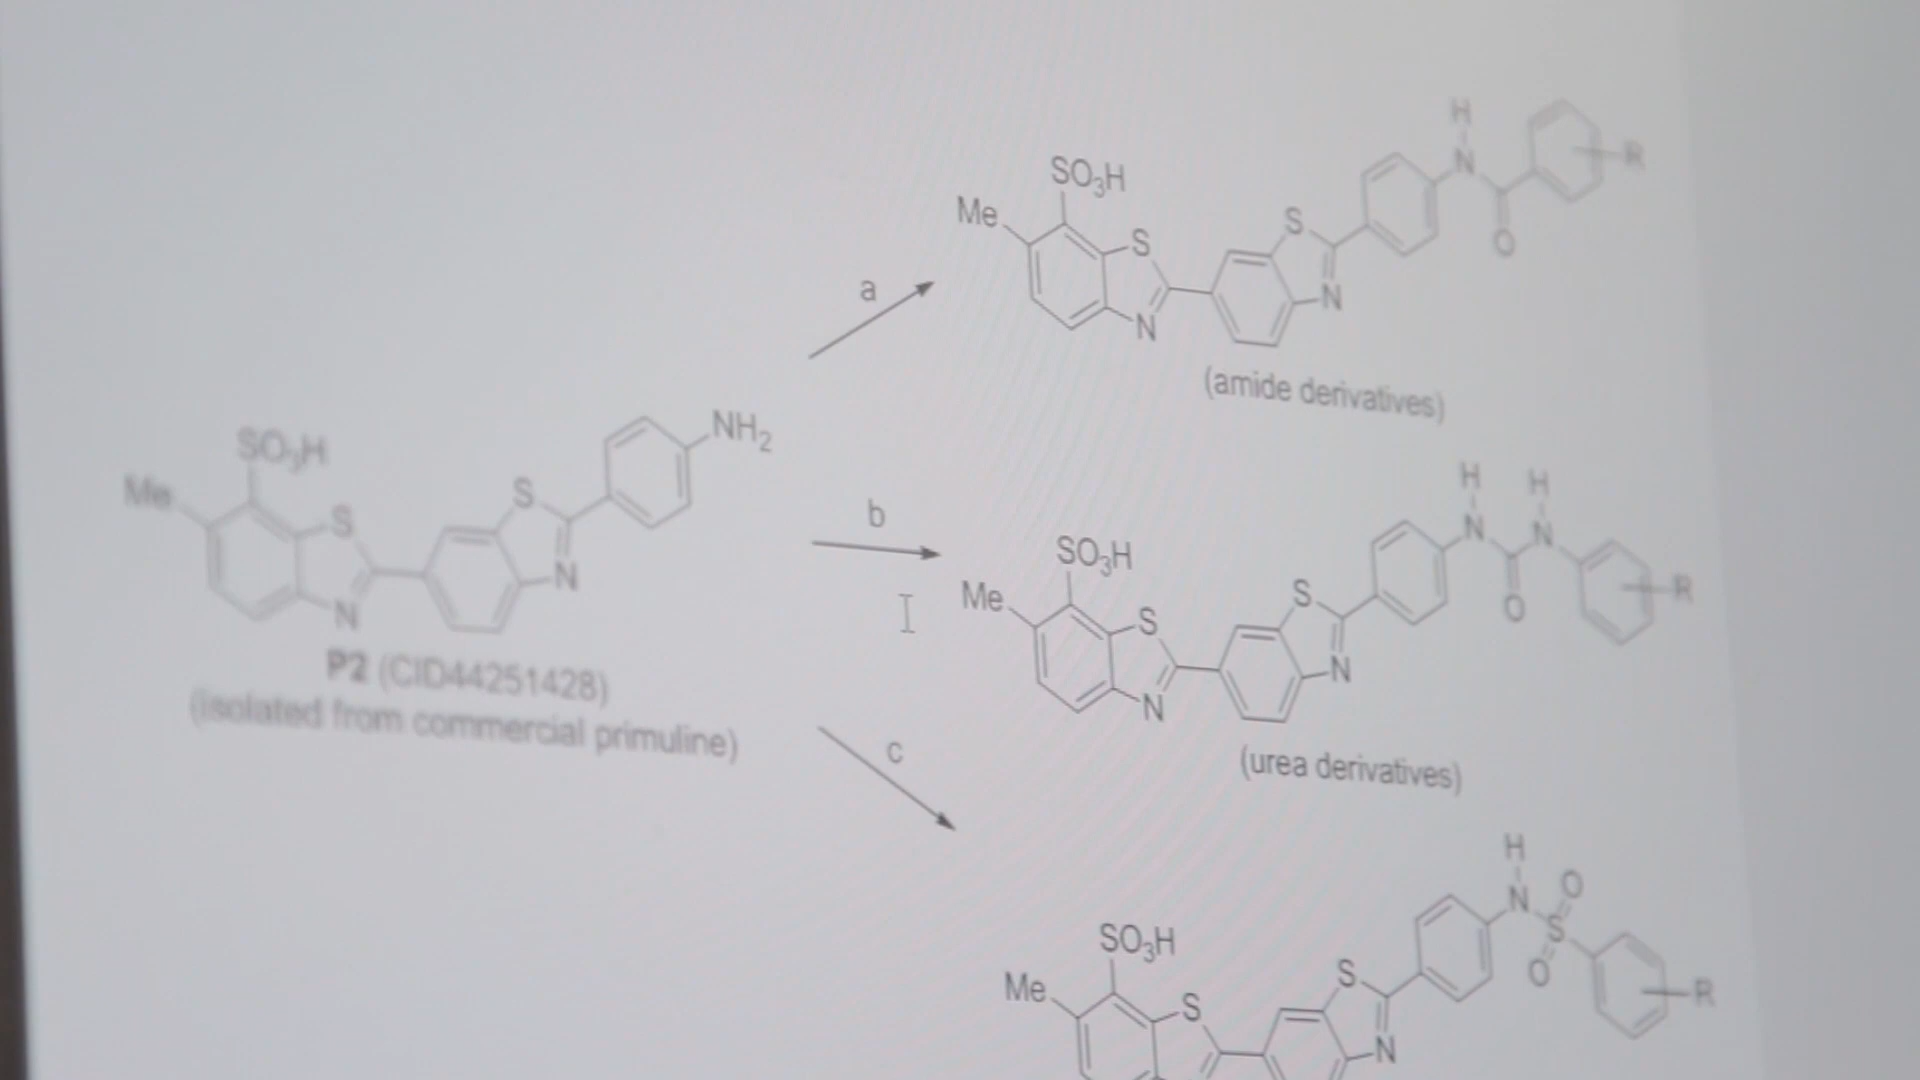 H
N
R
O
SO3H
Me
S
N
S
N
a
(amide derivatives)
NH2
SO3H
Me
S
N
S
N
P2 (CID44251428)
(isolated from commercial primuline)
b
H
N
H
N
O
R
SO3H
Me
S
N
S
N
(urea derivatives)
c
H
N
O
S
O
R
SO3H
Me
S
S
N